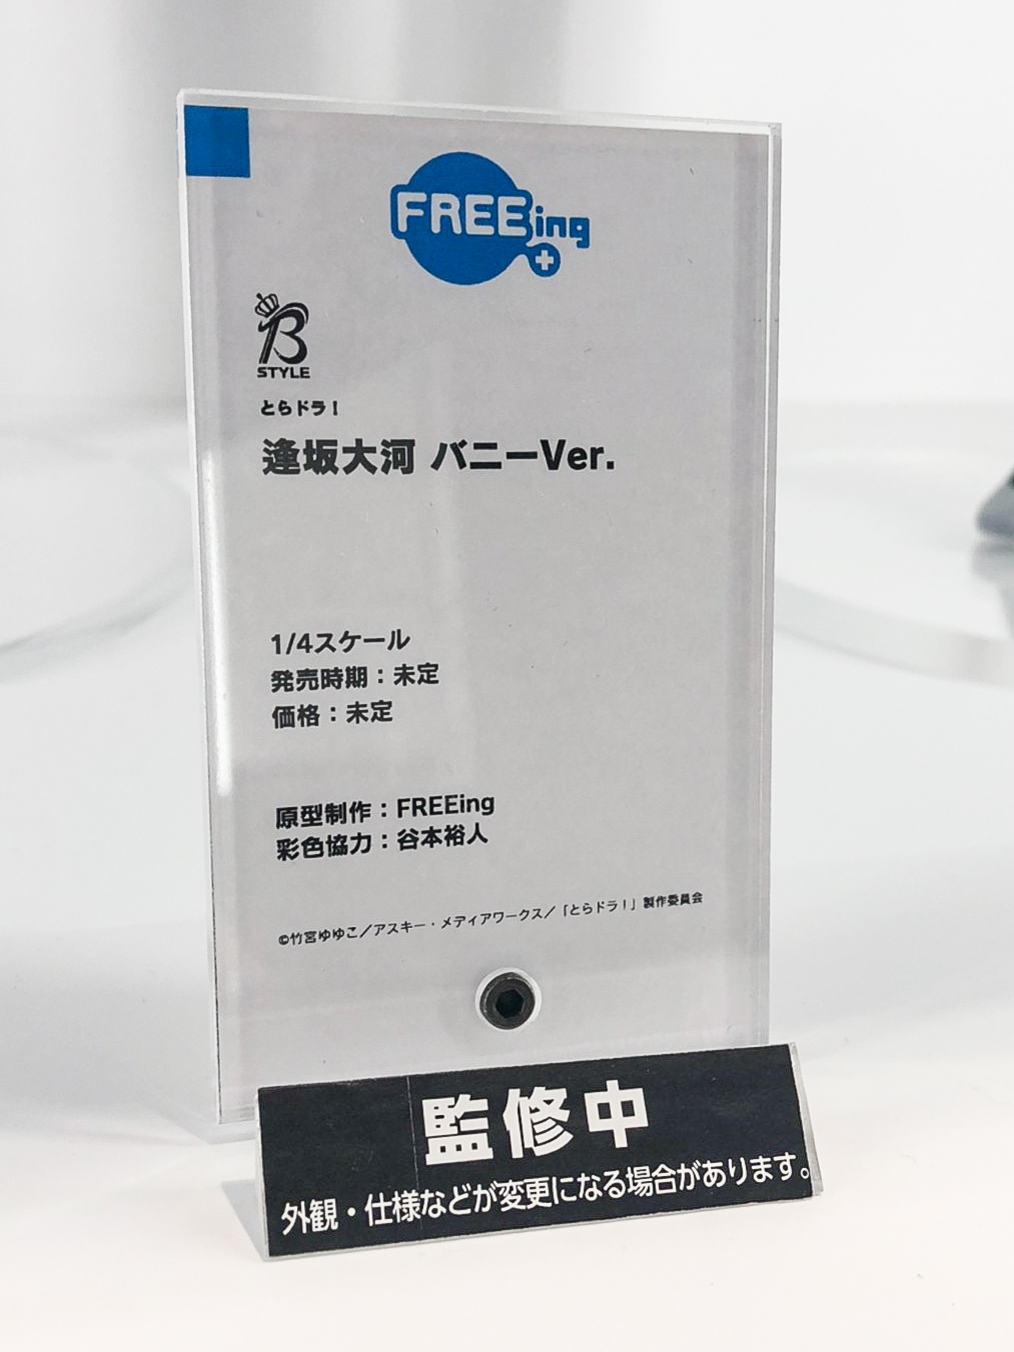 FREEing
B
STYLE
とらドラ！
逢坂大河 バニーVer.
1/4スケール
発売時期：未定
価格：未定
原型制作：FREEing
彩色協力：谷本裕人
©竹宮ゆゆこ／アスキー・メディアワークス／「とらドラ！」製作委員会
監修中
外観・仕様などが変更になる場合があります。